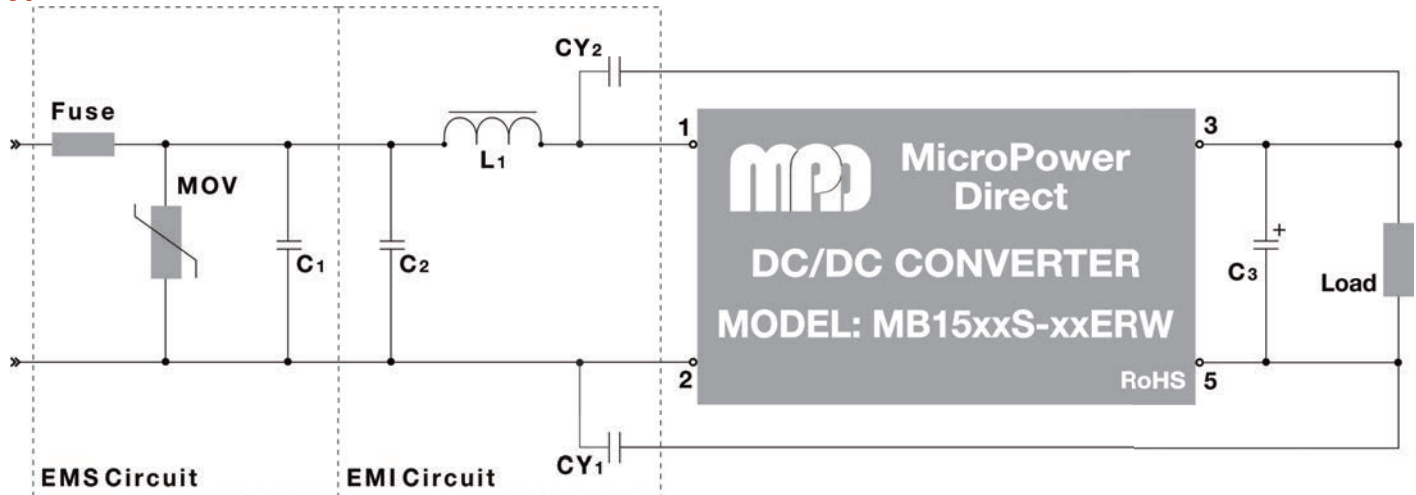 CY2
Fuse
1
3
L1
MPD
MicroPower
Direct
MOV
C1
C2
DC/DC CONVERTER
+
C3
Load
MODEL: MB15xxS-xxERW
2
RoHS
5
CY1
EMS Circuit
EMI Circuit